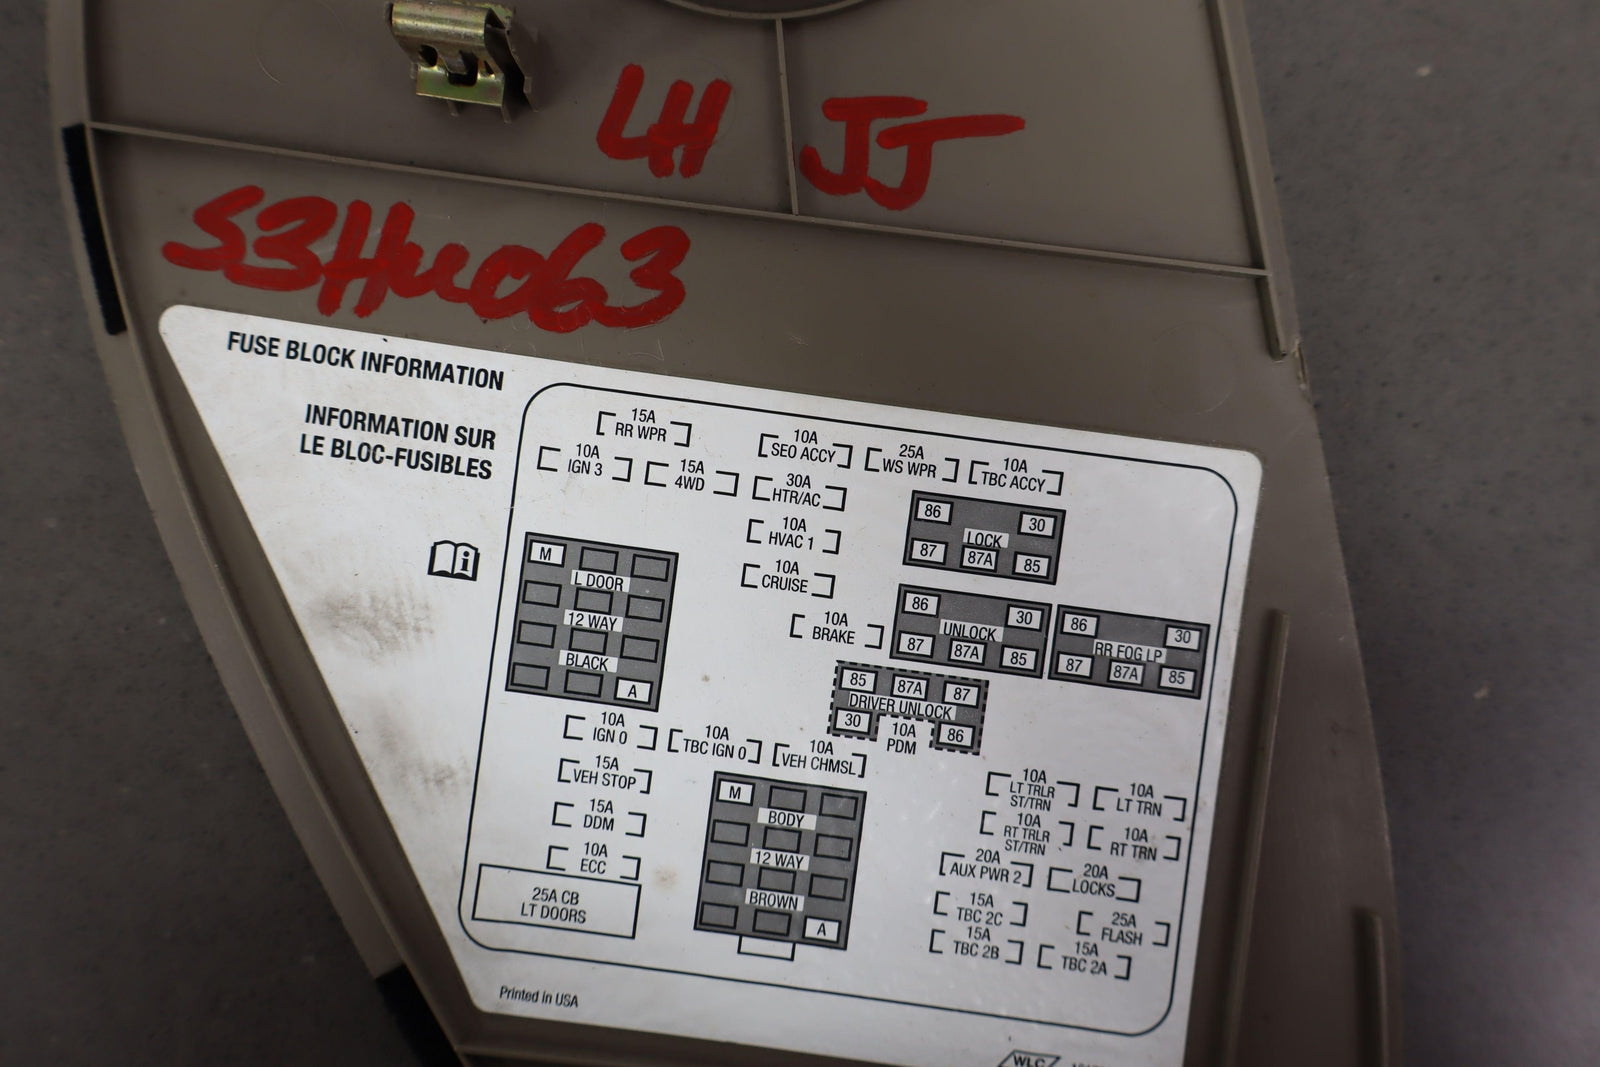 LH JJ
S3Hu063
FUSE BLOCK INFORMATION
INFORMATION SUR
LE BLOC-FUSIBLES
15A
RR WPR
10A
SEO ACCY
25A
WS WPR
10A
TBC ACCY
10A
IGN 3
15A
4WD
30A
HTR/AC
10A
HVAC 1
10A
CRUISE
10A
BRAKE
86 30
LOCK
87 87A 85
86 30
UNLOCK
87 87A 85
86 30
RR FOG LP
87 87A 85
85 87A 87
DRIVER UNLOCK
30 86
10A
PDM
M
L DOOR
12 WAY
BLACK
A
10A
IGN 0
10A
TBC IGN 0
10A
VEH CHMSL
15A
VEH STOP
15A
DDM
10A
ECC
25A CB
LT DOORS
M
BODY
12 WAY
BROWN
A
10A
LT TRLR
ST/TRN
10A
LT TRN
10A
RT TRLR
ST/TRN
10A
RT TRN
20A
AUX PWR 2
20A
LOCKS
15A
TBC 2C
25A
FLASH
15A
TBC 2B
15A
TBC 2A
Printed in USA
WLC